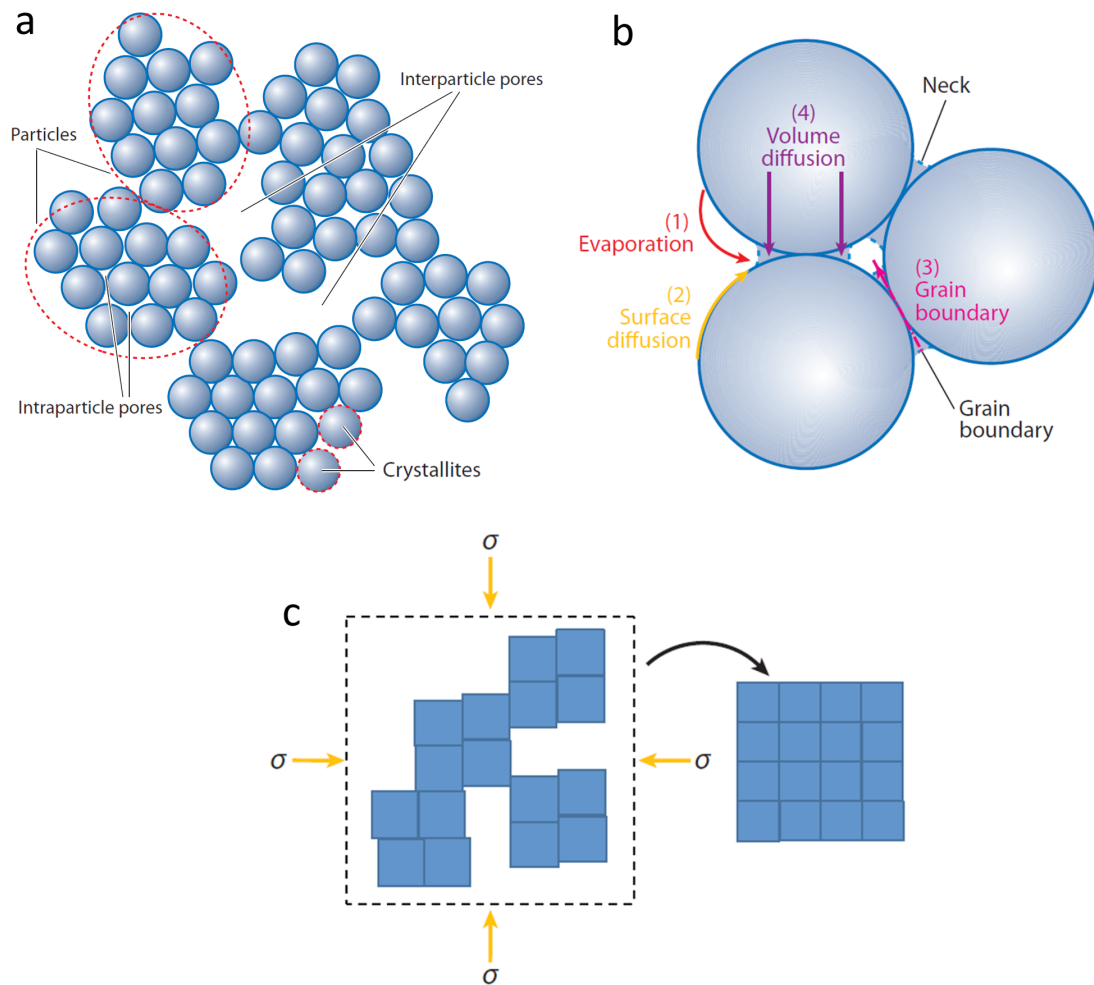 a
Interparticle pores
Particles
Intraparticle pores
Crystallites
b
Neck
(4)
Volume
diffusion
(1)
Evaporation
(2)
Surface
diffusion
(3)
Grain
boundary
Grain
boundary
c
σ
σ
σ
σ